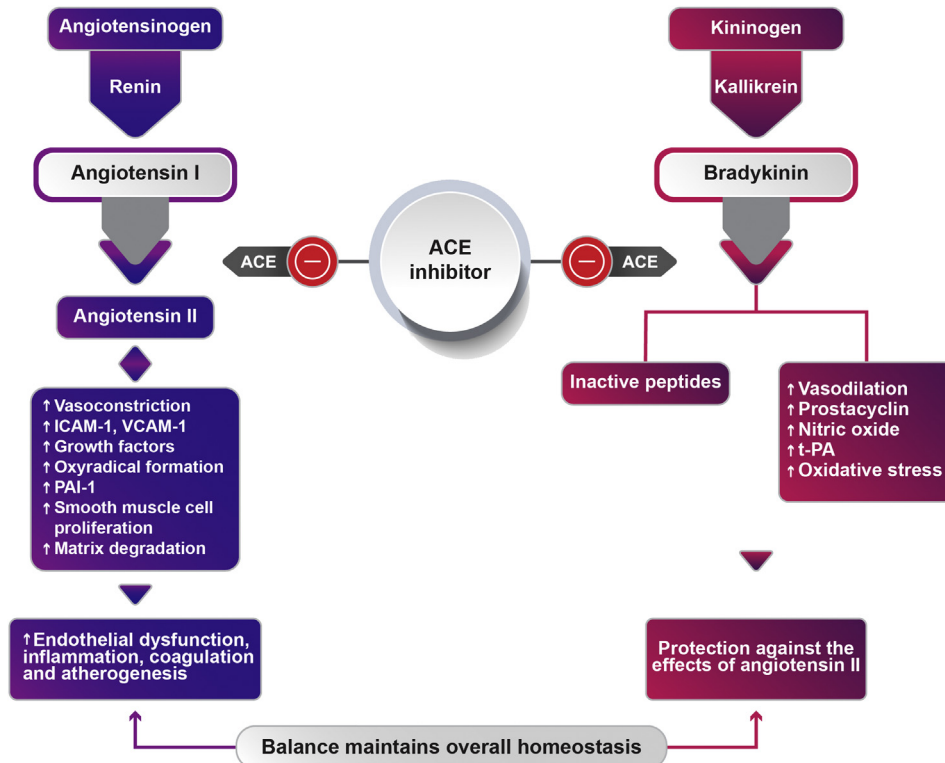 Angiotensinogen
Renin
Angiotensin I
ACE
Angiotensin II
↑ Vasoconstriction
↑ ICAM-1, VCAM-1
↑ Growth factors
↑ Oxyradical formation
↑ PAI-1
↑ Smooth muscle cell
proliferation
↑ Matrix degradation
↑ Endothelial dysfunction,
inflammation, coagulation
and atherogenesis
ACE
inhibitor
Kininogen
Kallikrein
Bradykinin
ACE
Inactive peptides
↑ Vasodilation
↑ Prostacyclin
↑ Nitric oxide
↑ t-PA
↑ Oxidative stress
Protection against the
effects of angiotensin II
Balance maintains overall homeostasis